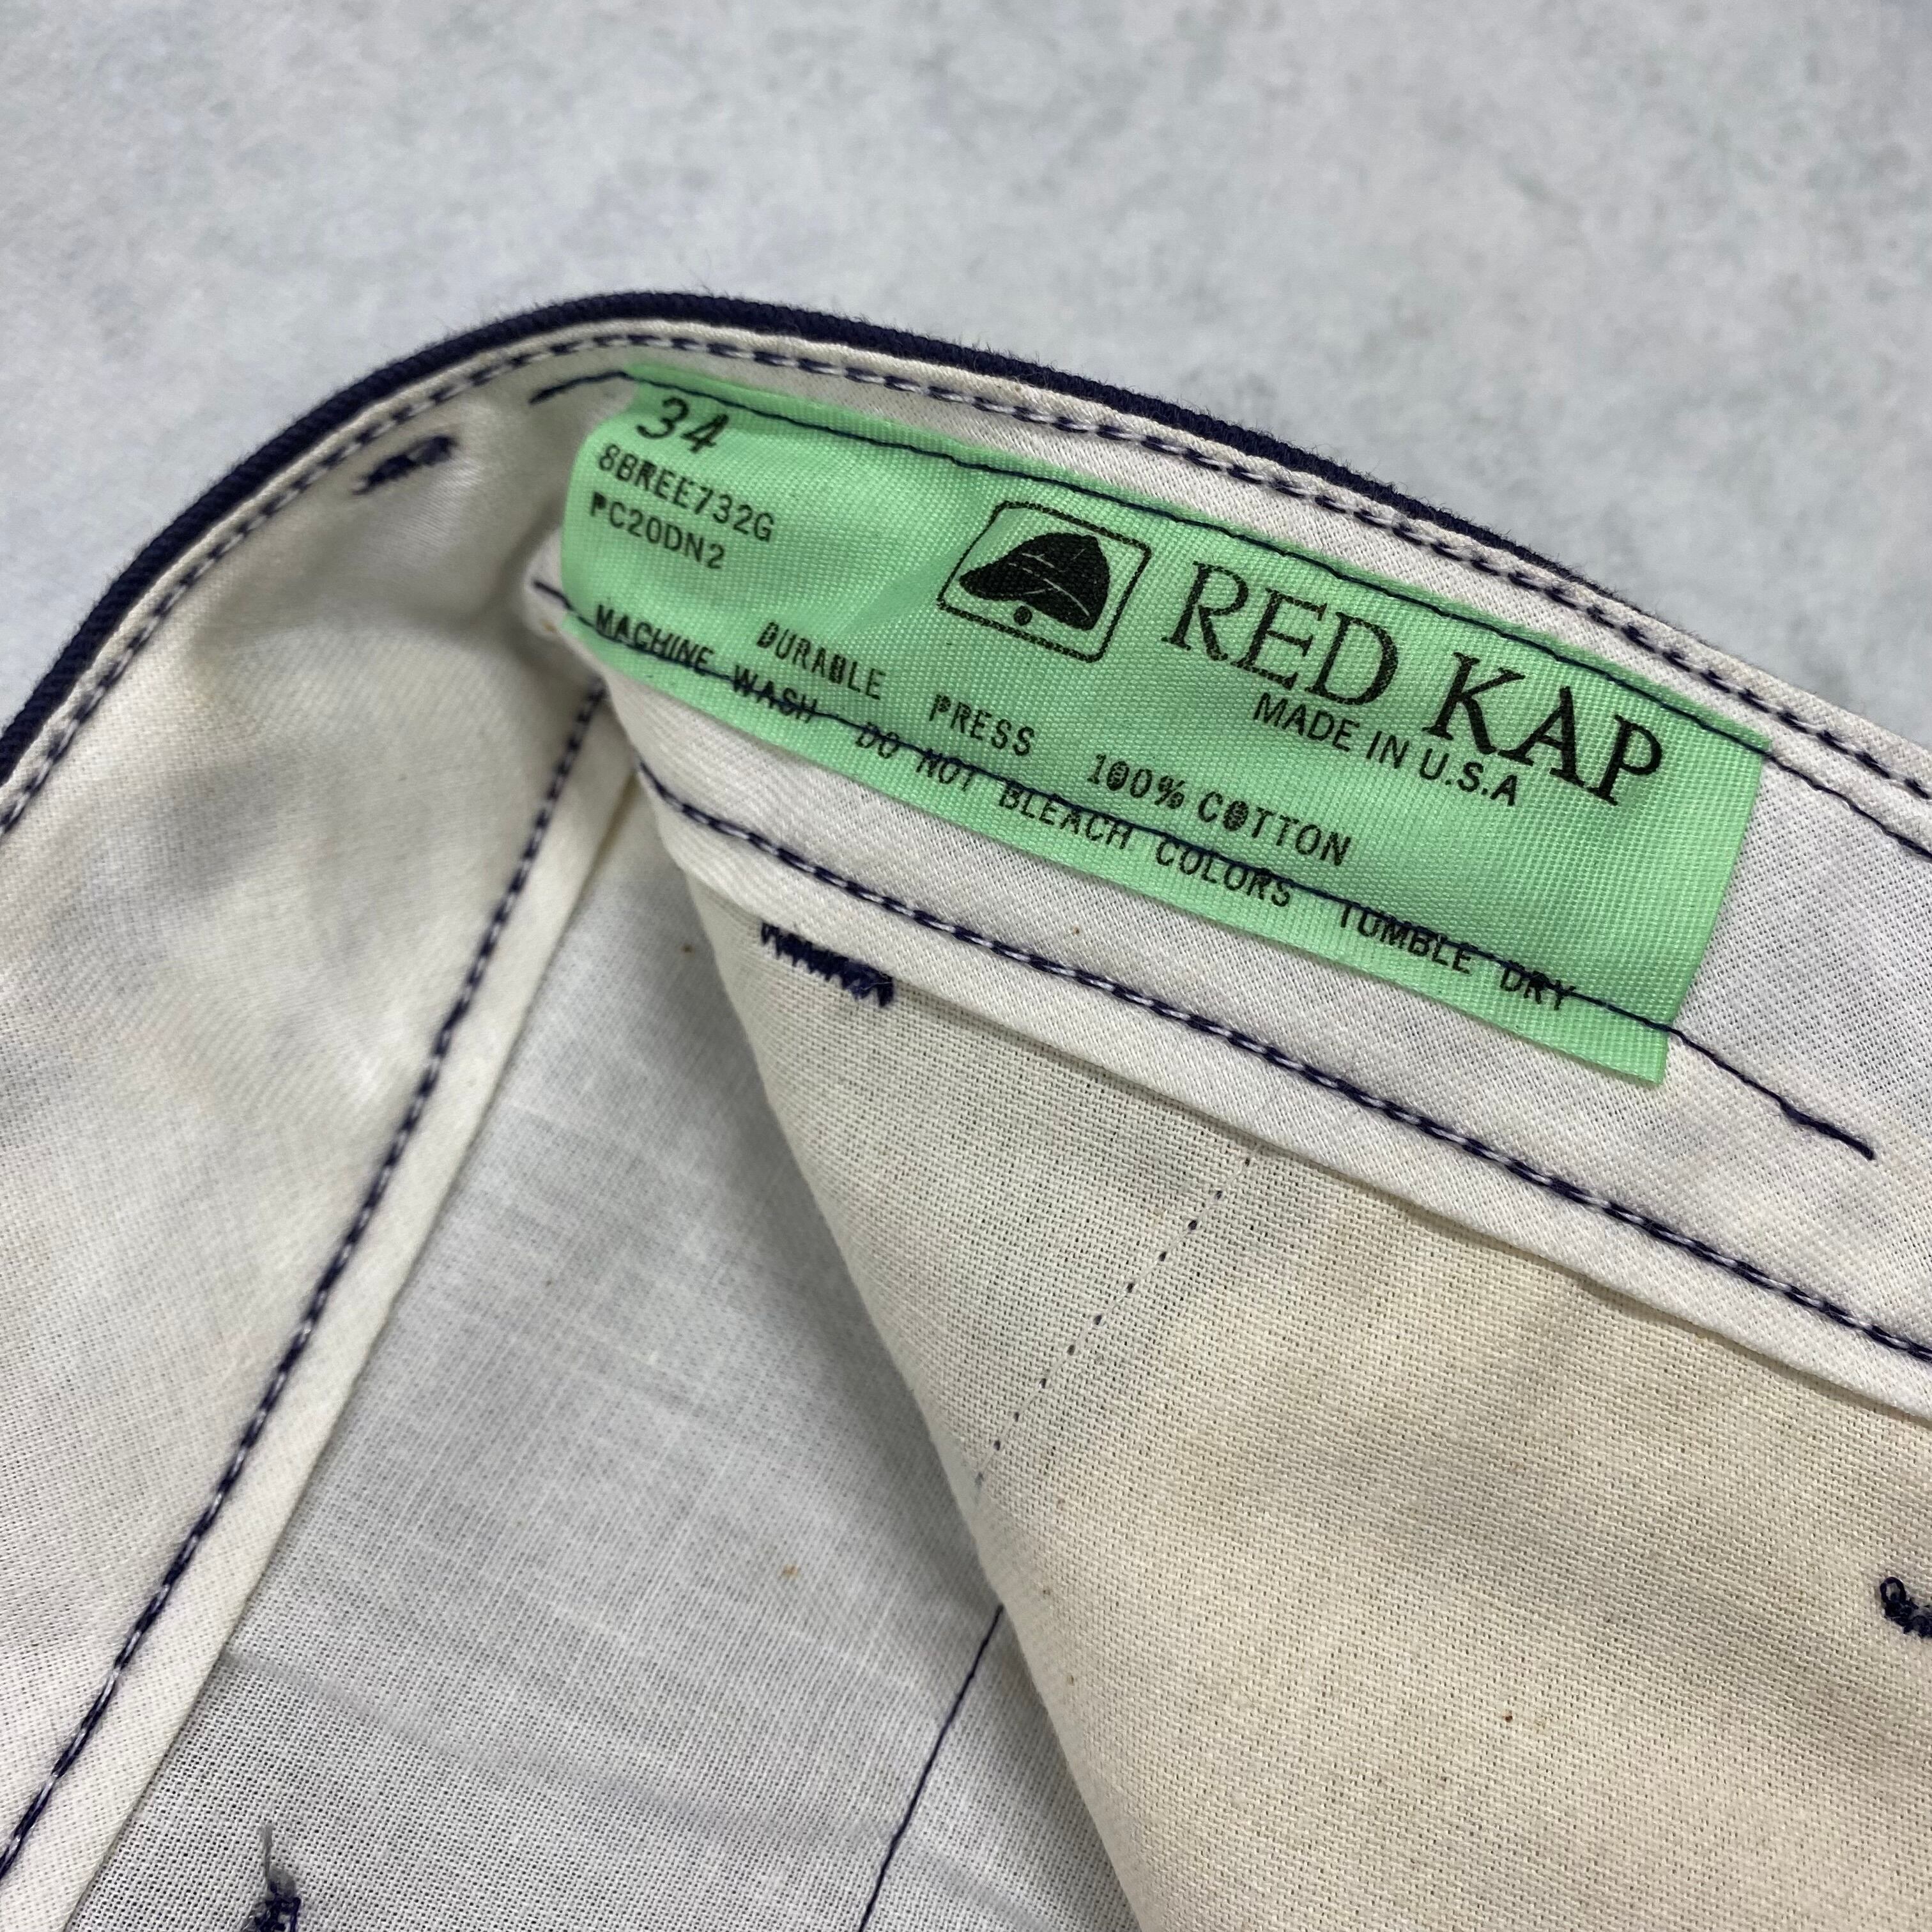 34
8BREE732G
PC20DN2
RED KAP
MADE IN U.S.A
DURABLE PRESS 100% COTTON
MACHINE WASH DO NOT BLEACH COLORS TUMBLE DRY